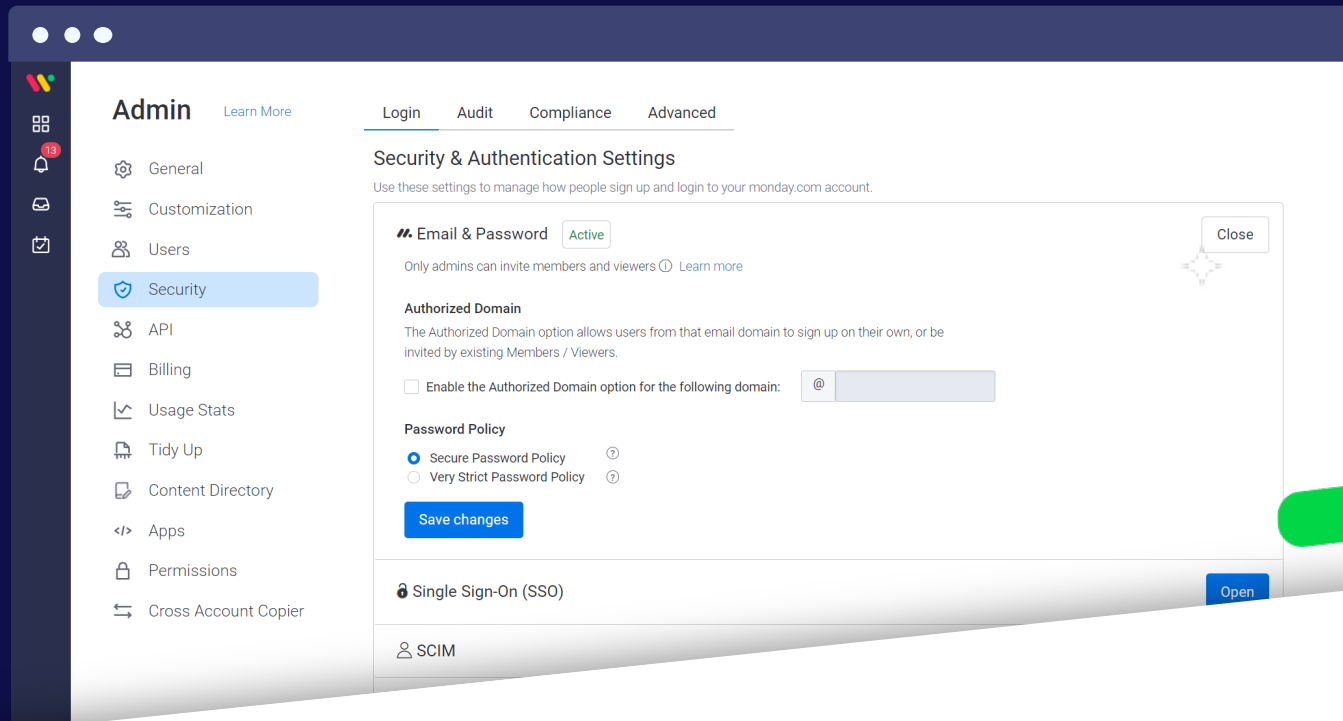 13
Admin
Learn More
General
Customization
Users
Security
API
Billing
Usage Stats
Tidy Up
Content Directory
Apps
Permissions
Cross Account Copier
Login
Audit
Compliance
Advanced
Security & Authentication Settings
Use these settings to manage how people sign up and login to your monday.com account.
Email & Password
Active
Close
Only admins can invite members and viewers
Learn more
Authorized Domain
The Authorized Domain option allows users from that email domain to sign up on their own, or be
invited by existing Members / Viewers.
Enable the Authorized Domain option for the following domain:
@
Password Policy
Secure Password Policy ?
Very Strict Password Policy ?
Save changes
Single Sign-On (SSO)
Open
SCIM